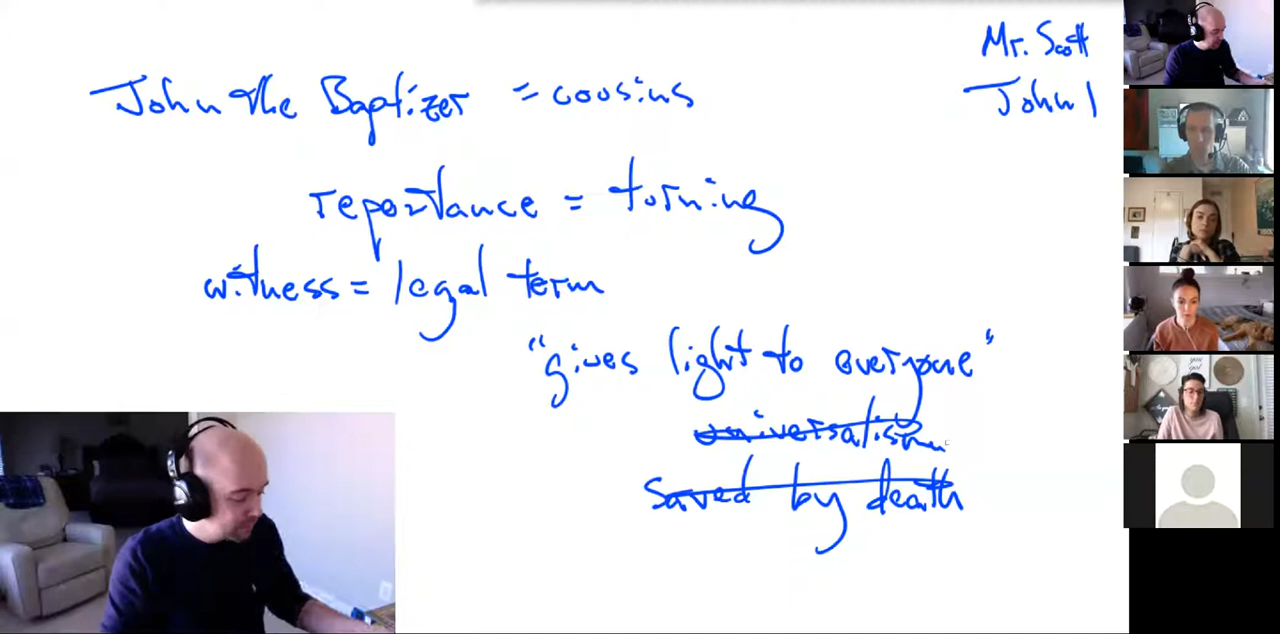 Mr. Scott
John 1
John the Baptizer = cousins
repentance = turning
witness = legal term
"gives light to everyone"
universalism
saved by death